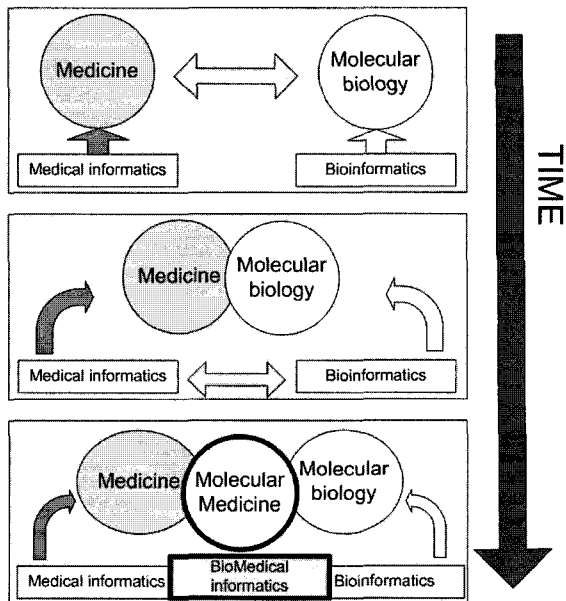 Medicine
Molecular
biology
Medical informatics
Bioinformatics
TIME
Medicine
Molecular
biology
Medical informatics
Bioinformatics
Medicine
Molecular
Medicine
Molecular
biology
Medical informatics
BioMedical
informatics
Bioinformatics